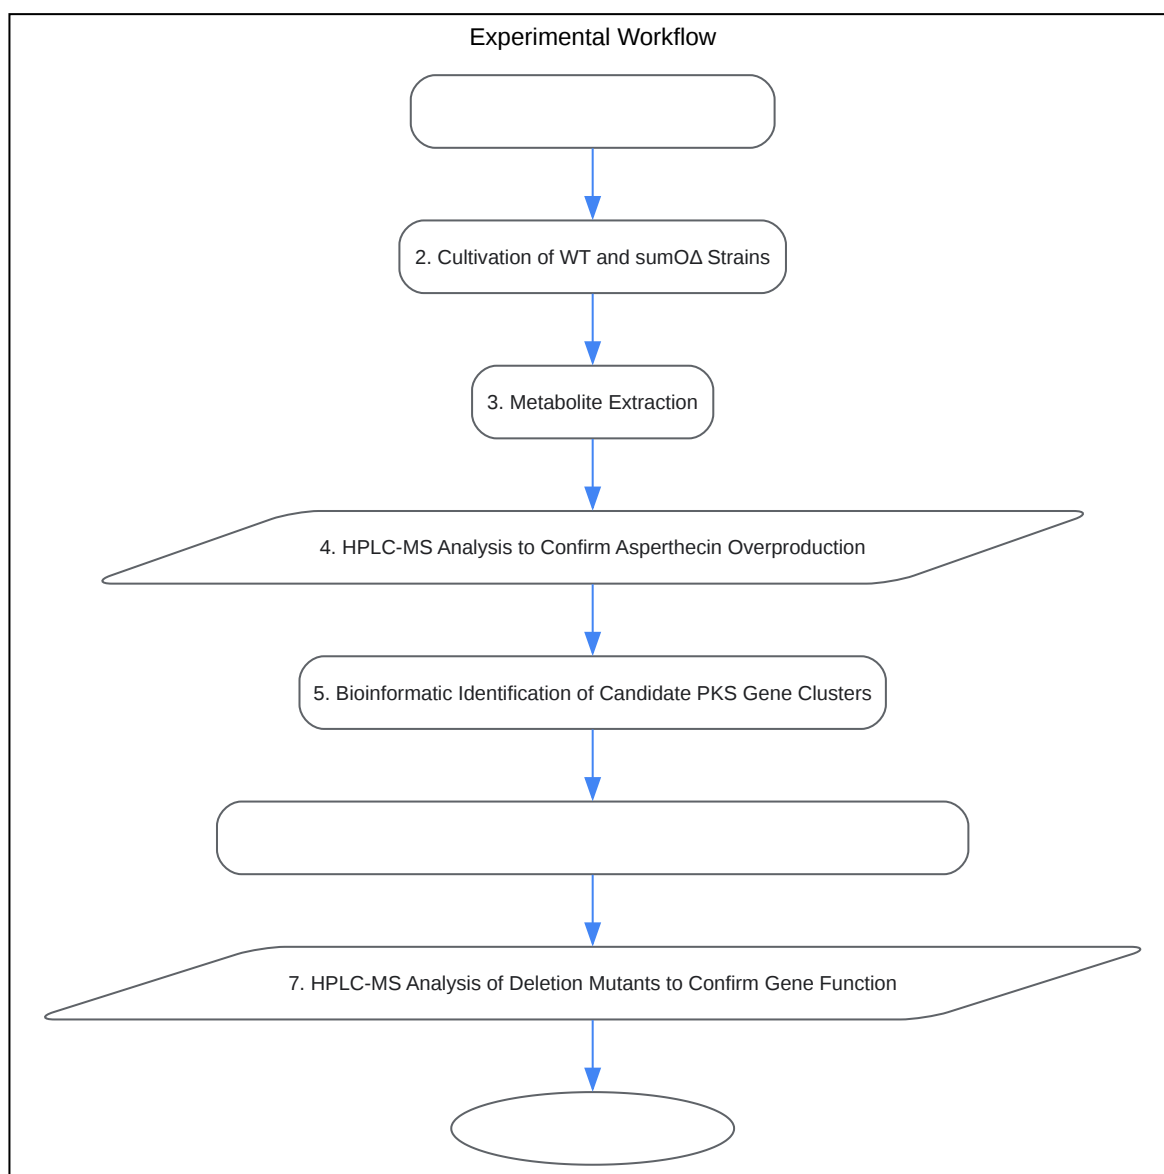 Experimental Workflow
2. Cultivation of WT and sumOΔ Strains
3. Metabolite Extraction
4. HPLC-MS Analysis to Confirm Asperthecin Overproduction
5. Bioinformatic Identification of Candidate PKS Gene Clusters
7. HPLC-MS Analysis of Deletion Mutants to Confirm Gene Function